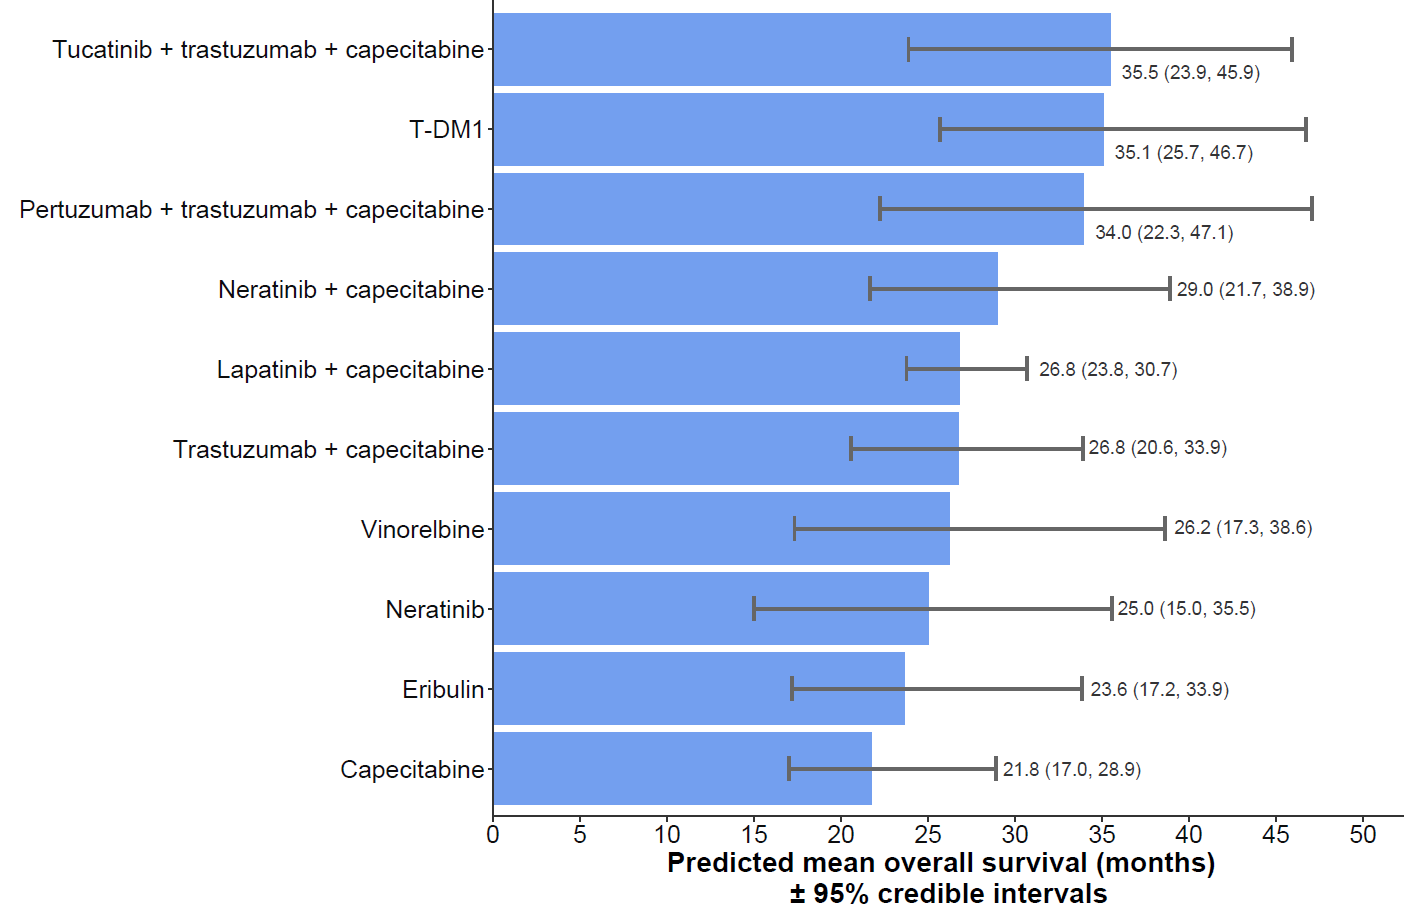 Tucatinib + trastuzumab + capecitabine
35.5 (23.9, 45.9)
T-DM1
35.1 (25.7, 46.7)
Pertuzumab + trastuzumab + capecitabine
34.0 (22.3, 47.1)
Neratinib + capecitabine
29.0 (21.7, 38.9)
Lapatinib + capecitabine
26.8 (23.8, 30.7)
Trastuzumab + capecitabine
26.8 (20.6, 33.9)
Vinorelbine
26.2 (17.3, 38.6)
Neratinib
25.0 (15.0, 35.5)
Eribulin
23.6 (17.2, 33.9)
Capecitabine
21.8 (17.0, 28.9)
0 5 10 15 20 25 30 35 40 45 50
Predicted mean overall survival (months)
± 95% credible intervals